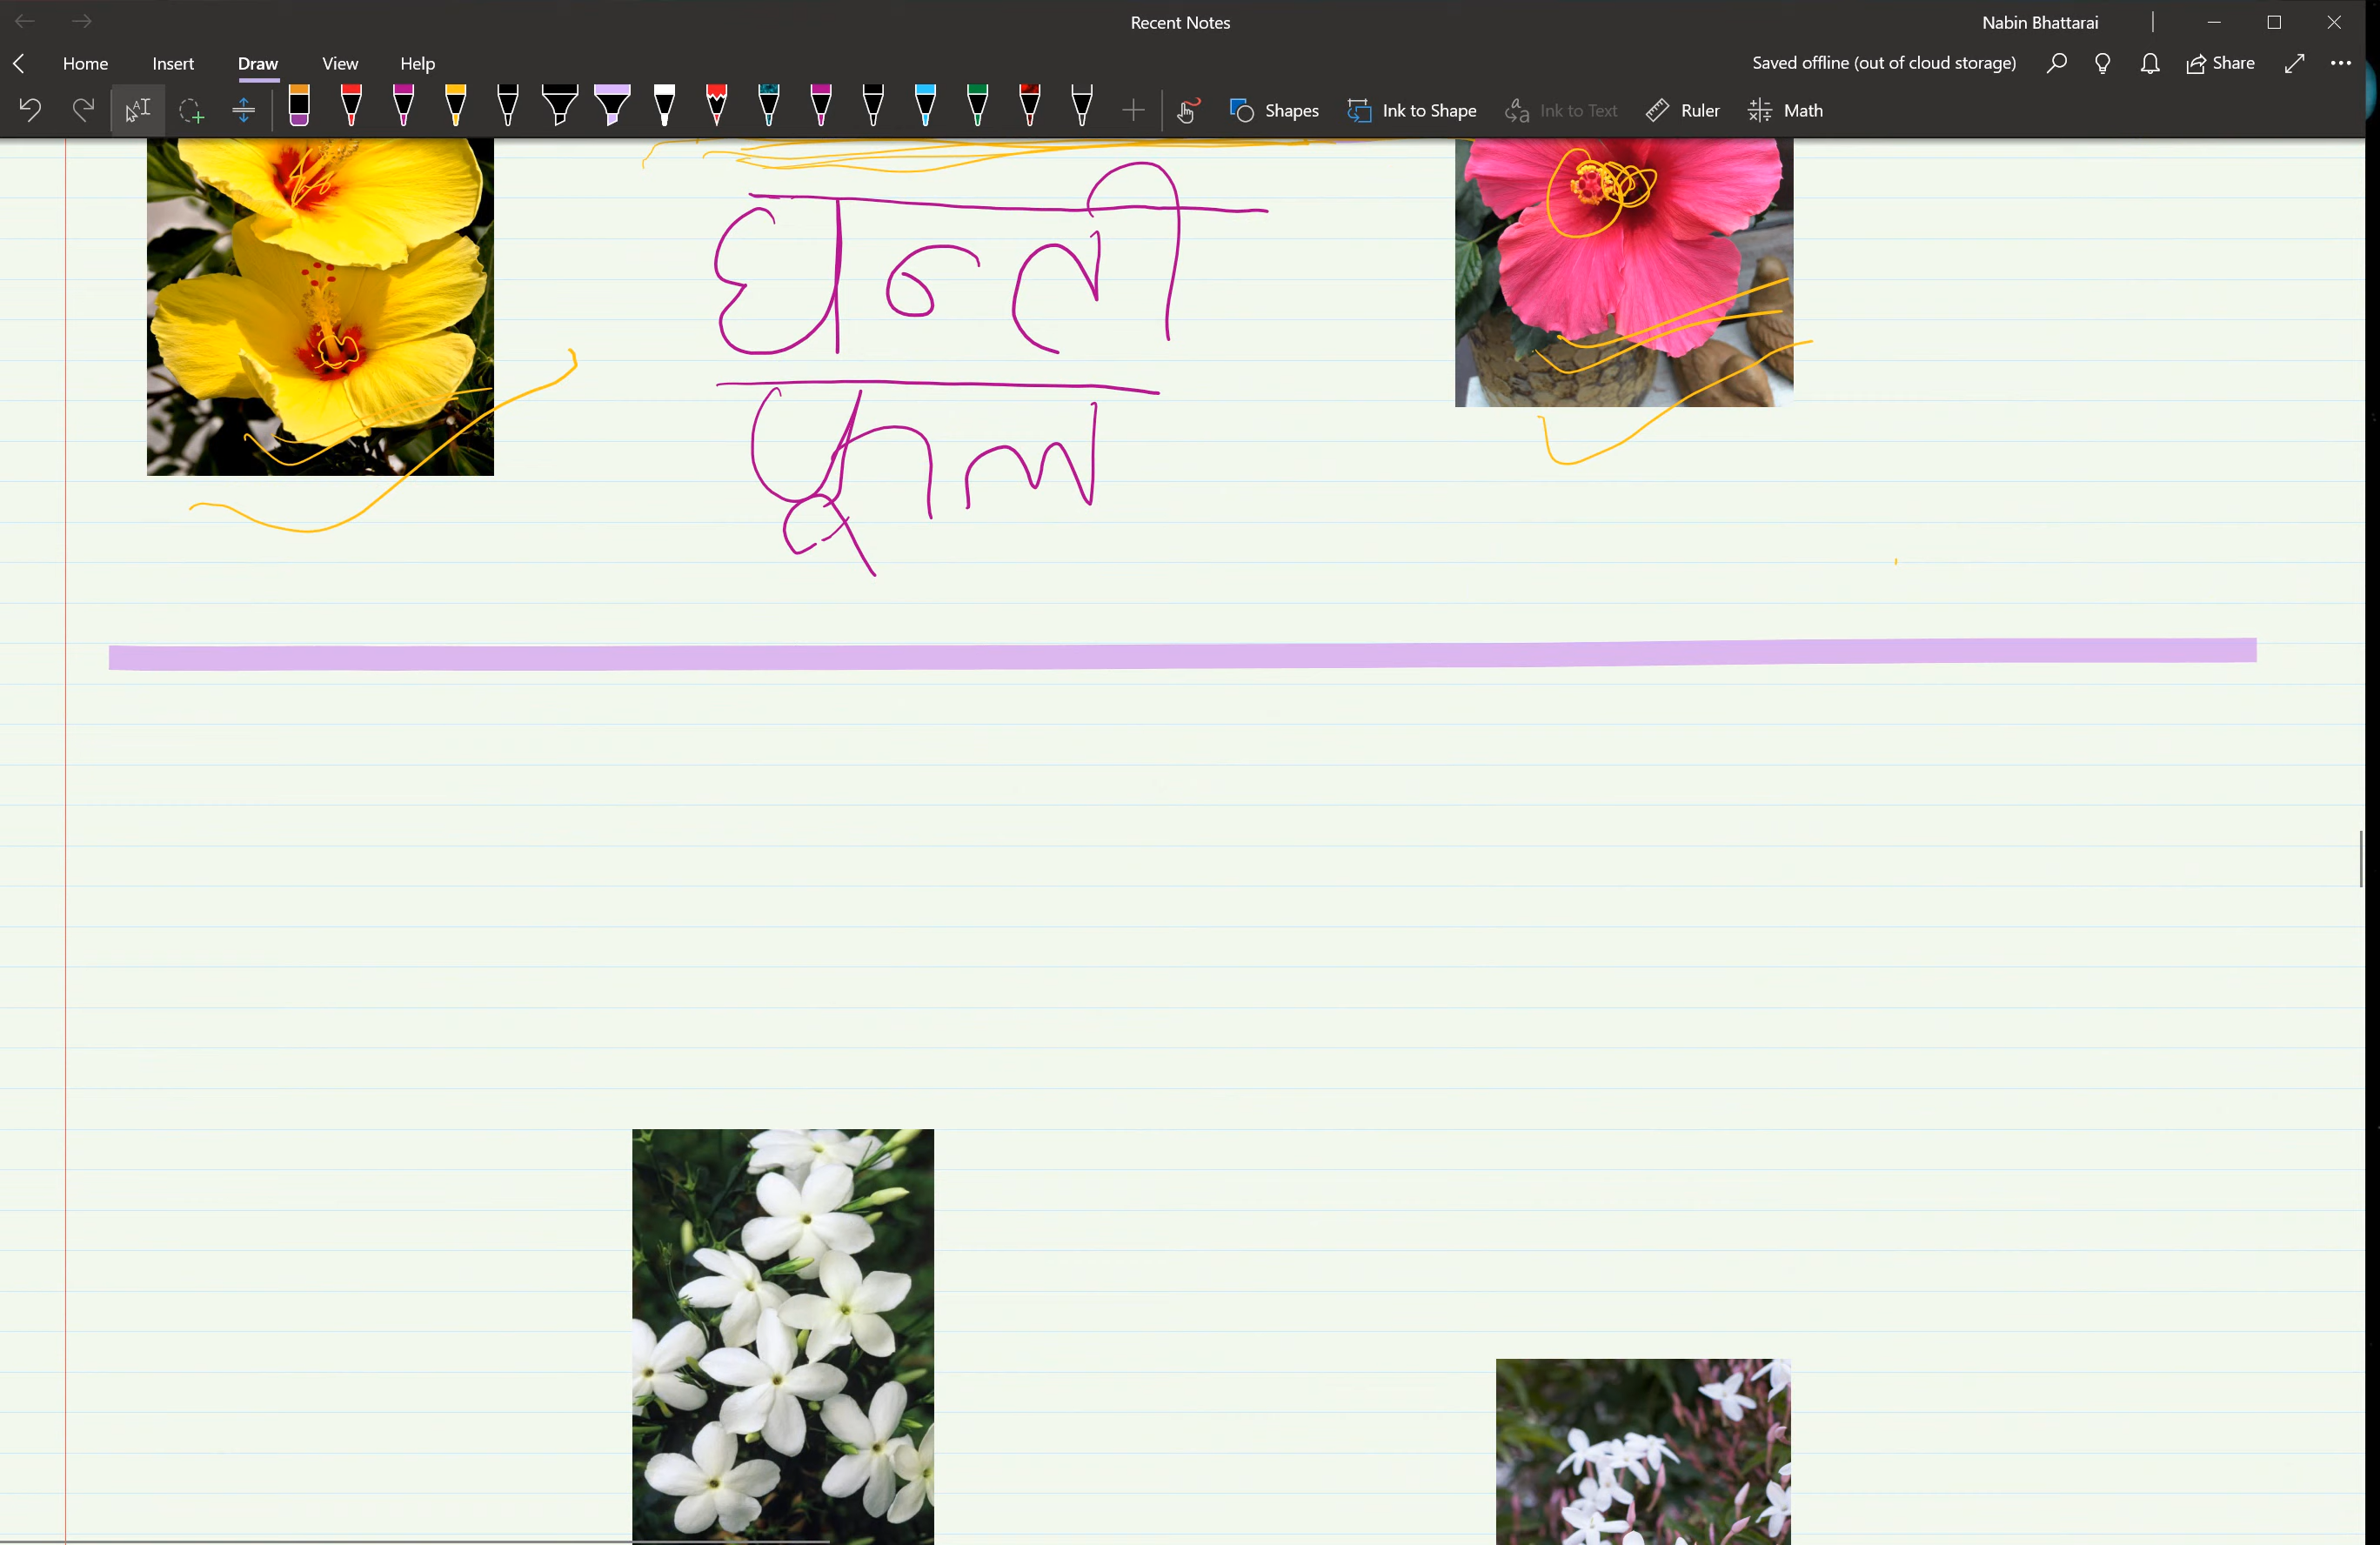 Recent Notes
Nabin Bhattarai
Home Insert Draw View Help
Saved offline (out of cloud storage)
Share
Shapes
Ink to Shape
Ink to Text
Ruler
Math